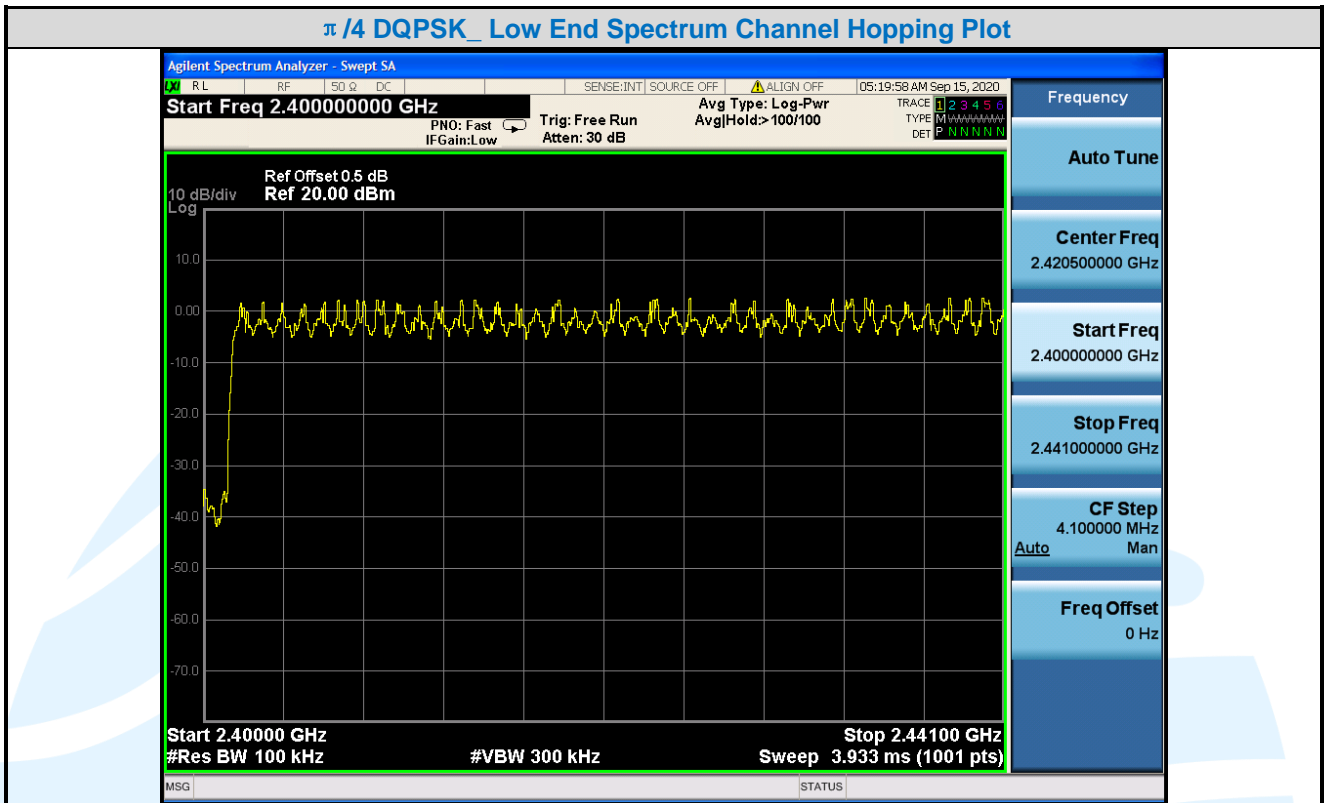 π/4 DQPSK_ Low End Spectrum Channel Hopping Plot
Agilent Spectrum Analyzer - Swept SA
LXI RL RF 50 Ω DC SENSE:INT SOURCE OFF ALIGN OFF 05:19:58 AM Sep 15, 2020
Start Freq 2.400000000 GHz
PNO: Fast
IFGain:Low
Trig: Free Run
Atten: 30 dB
Avg Type: Log-Pwr
Avg|Hold:>100/100
TRACE 1 2 3 4 5 6
TYPE M
DET P N N N N N
Ref Offset 0.5 dB
10 dB/div Ref 20.00 dBm
Log
10.0
0.00
-10.0
-20.0
-30.0
-40.0
-50.0
-60.0
-70.0
Start 2.40000 GHz Stop 2.44100 GHz
#Res BW 100 kHz #VBW 300 kHz Sweep 3.933 ms (1001 pts)
MSG STATUS
Frequency
Auto Tune
Center Freq
2.420500000 GHz
Start Freq
2.400000000 GHz
Stop Freq
2.441000000 GHz
CF Step
4.100000 MHz
Auto Man
Freq Offset
0 Hz